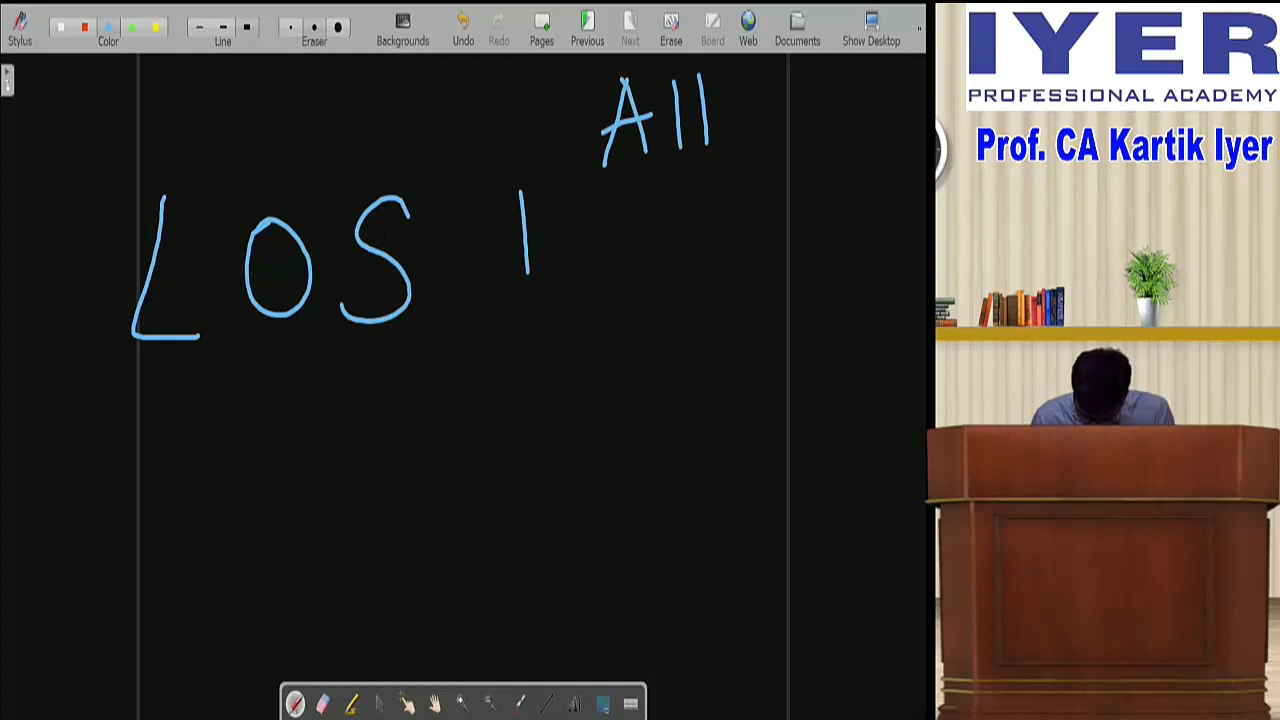 Stylus
Color
Line
Eraser
Backgrounds
Undo
Redo
Pages
Previous
Next
Erase
Board
Web
Documents
Show Desktop
All
LOS 1
IYER
PROFESSIONAL ACADEMY
Prof. CA Kartik Iyer